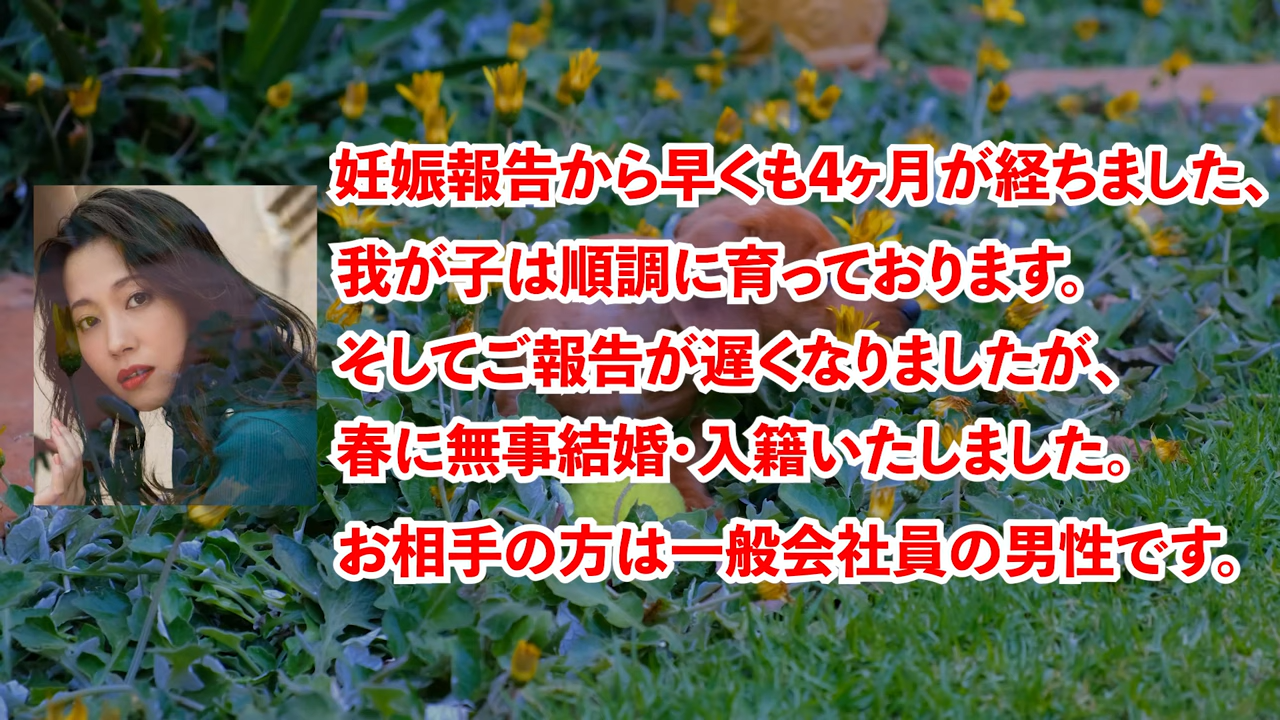 妊娠報告から早くも4ヶ月が経ちました、
我が子は順調に育っております。
そしてご報告が遅くなりましたが、
春に無事結婚・入籍いたしました。
お相手の方は一般会社員の男性です。